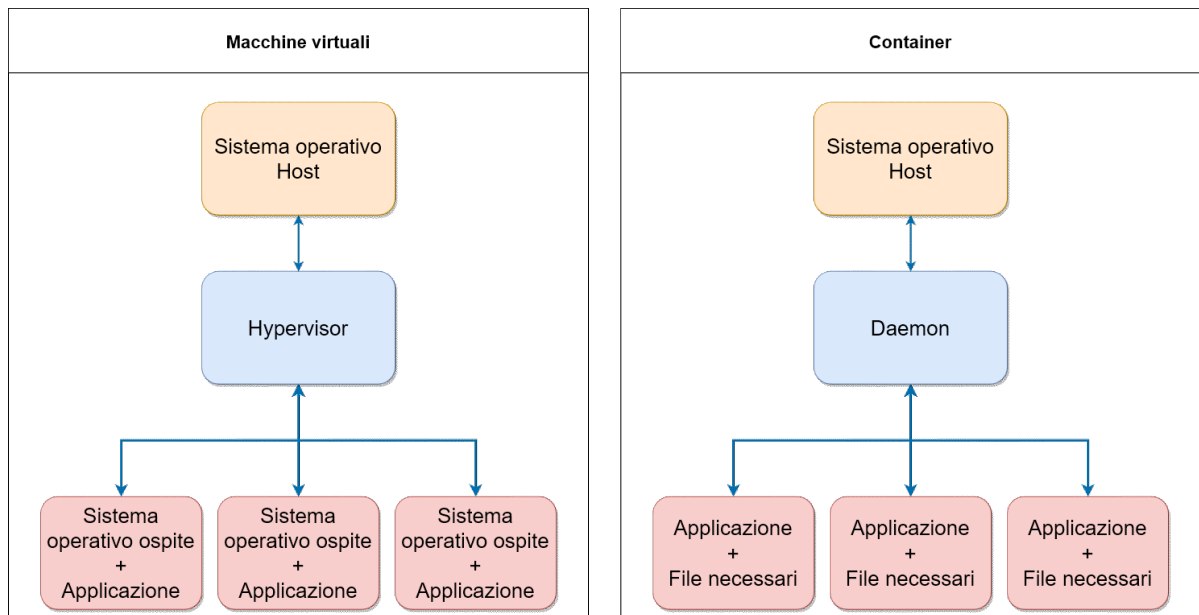 Macchine virtuali
Sistema operativo
Host
Hypervisor
Sistema
operativo ospite
+
Applicazione
Sistema
operativo ospite
+
Applicazione
Sistema
operativo ospite
+
Applicazione
Container
Sistema operativo
Host
Daemon
Applicazione
+
File necessari
Applicazione
+
File necessari
Applicazione
+
File necessari